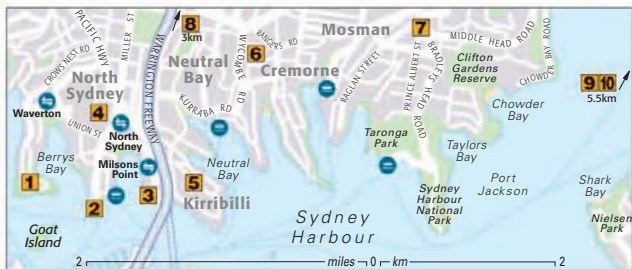 PACIFIC HWY
MILLER ST
8
3km
WARRINGTON FREEWAY
Mosman
7
MIDDLE HEAD ROAD
CHOWDER BAY ROAD
CROWS NEST RD
Neutral
Bay
WYCOMBE RD
RANGERS RD
6
Cremorne
RAGLAN STREET
PRINCE ALBERT ST
BRADLEYS HEAD ROAD
Clifton
Gardens
Reserve
CHOWDER
9 10
5.5km
North
Sydney
Waverton
4
UNION ST
North
Sydney
KURRABA RD
Chowder
Bay
Taronga
Park
Taylors
Bay
Berrys
Bay
Milsons
Point
Neutral
Bay
Port
Jackson
Shark
Bay
1
2
3
5
Kirribilli
Sydney
Harbour
National
Park
Nielsen
Park
Goat
Island
Sydney
Harbour
2 miles 0 km 2